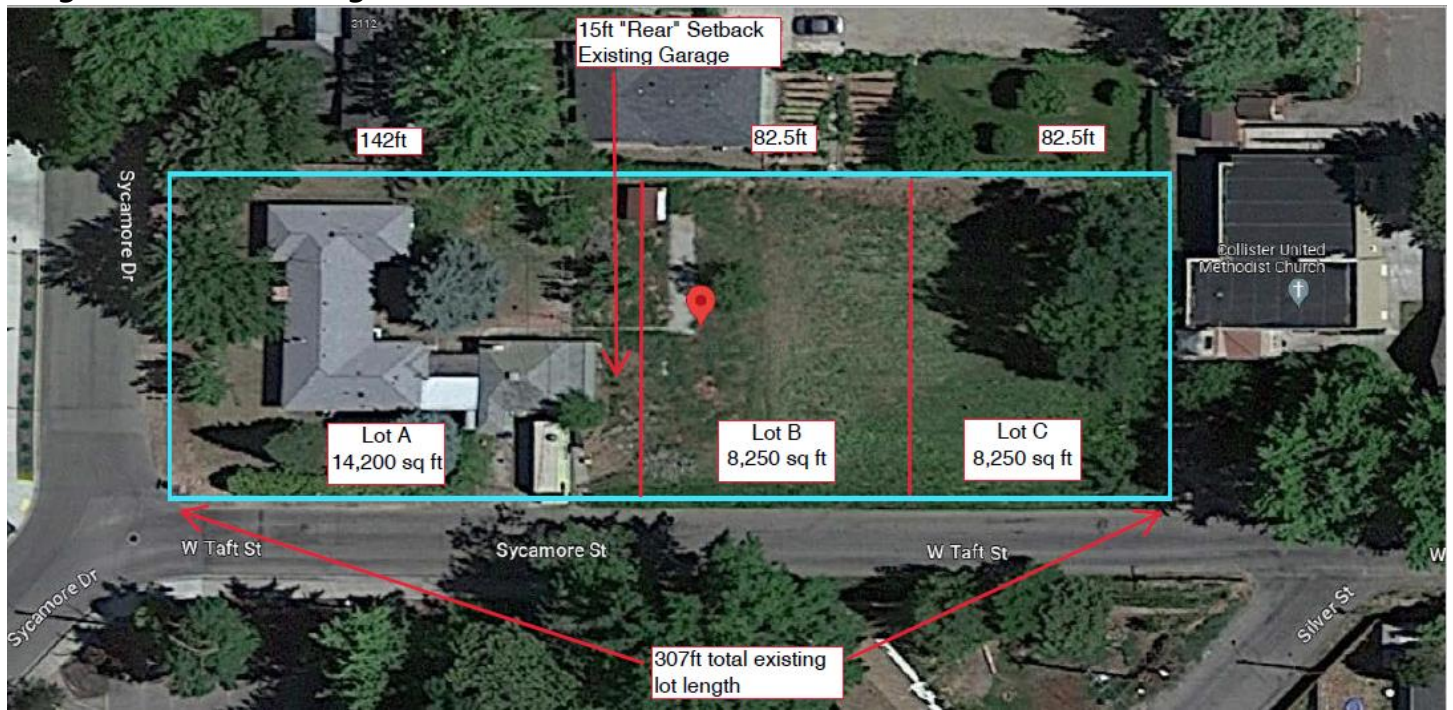 3112
15ft "Rear" Setback
Existing Garage
142ft
82.5ft
82.5ft
Sycamore Dr
Collister United
Methodist Church
Lot A
14,200 sq ft
Lot B
8,250 sq ft
Lot C
8,250 sq ft
W Taft St
Sycamore St
W Taft St
W
Sycamore Dr
Silver St
307ft total existing
lot length